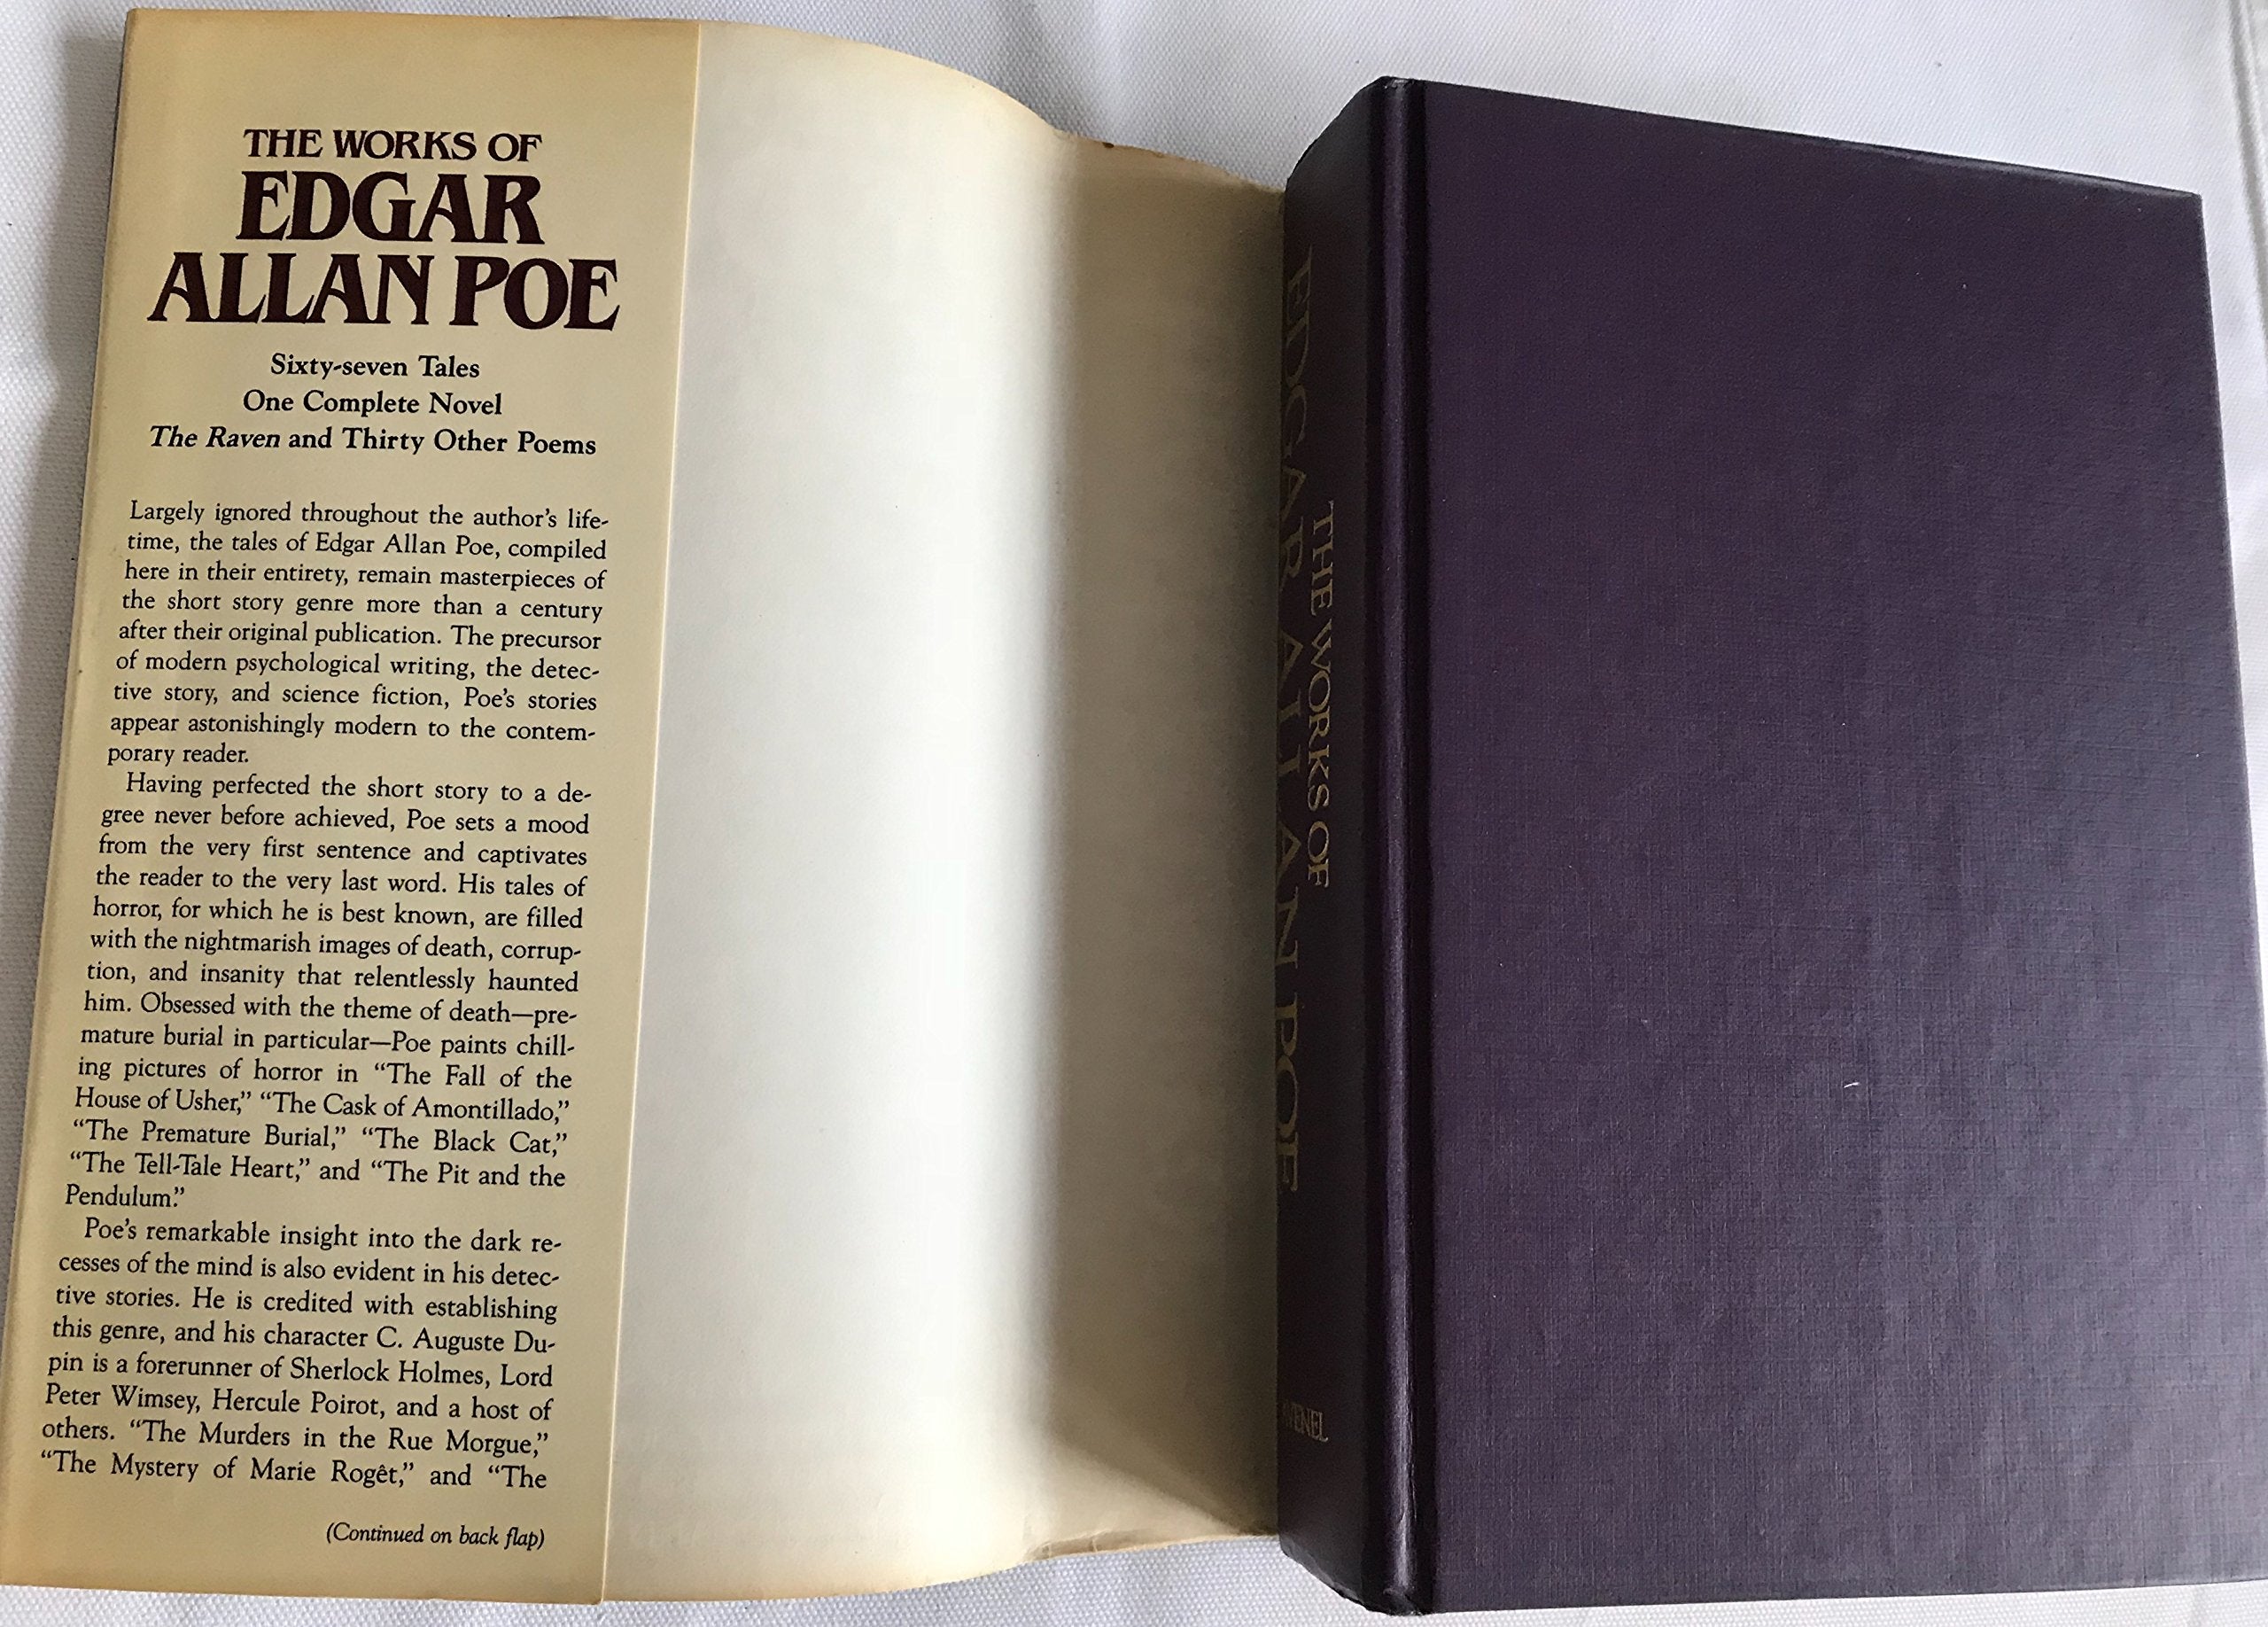 THE WORKS OF
EDGAR
ALLAN POE
Sixty-seven Tales
One Complete Novel
The Raven and Thirty Other Poems
Largely ignored throughout the author's life-
time, the tales of Edgar Allan Poe, compiled
here in their entirety, remain masterpieces of
the short story genre more than a century
after their original publication. The precursor
of modern psychological writing, the detec-
tive story, and science fiction, Poe's stories
appear astonishingly modern to the contem-
porary reader.
Having perfected the short story to a de-
gree never before achieved, Poe sets a mood
from the very first sentence and captivates
the reader to the very last word. His tales of
horror, for which he is best known, are filled
with the nightmarish images of death, corrup-
tion, and insanity that relentlessly haunted
him. Obsessed with the theme of death—pre-
mature burial in particular—Poe paints chill-
ing pictures of horror in “The Fall of the
House of Usher,” “The Cask of Amontillado,”
“The Premature Burial,” “The Black Cat,”
“The Tell-Tale Heart,” and “The Pit and the
Pendulum.”
Poe's remarkable insight into the dark re-
cesses of the mind is also evident in his detec-
tive stories. He is credited with establishing
this genre, and his character C. Auguste Du-
pin is a forerunner of Sherlock Holmes, Lord
Peter Wimsey, Hercule Poirot, and a host of
others. “The Murders in the Rue Morgue,”
“The Mystery of Marie Rogêt,” and “The
(Continued on back flap)
THE WORKS OF
EDGAR ALLAN POE
AVENEL